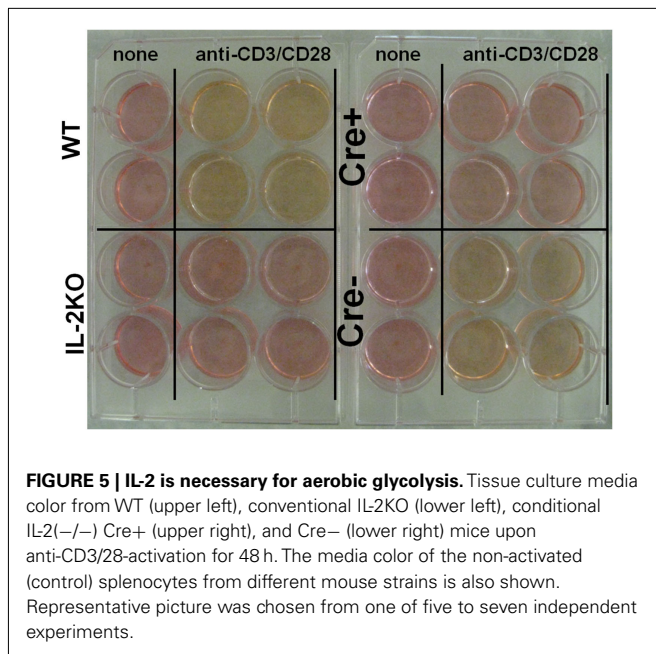 none anti-CD3/CD28 none anti-CD3/CD28
WT
Cre+
IL-2KO
Cre-
FIGURE 5 | IL-2 is necessary for aerobic glycolysis. Tissue culture media
color from WT (upper left), conventional IL-2KO (lower left), conditional
IL-2(−/−) Cre+ (upper right), and Cre− (lower right) mice upon
anti-CD3/28-activation for 48 h. The media color of the non-activated
(control) splenocytes from different mouse strains is also shown.
Representative picture was chosen from one of five to seven independent
experiments.